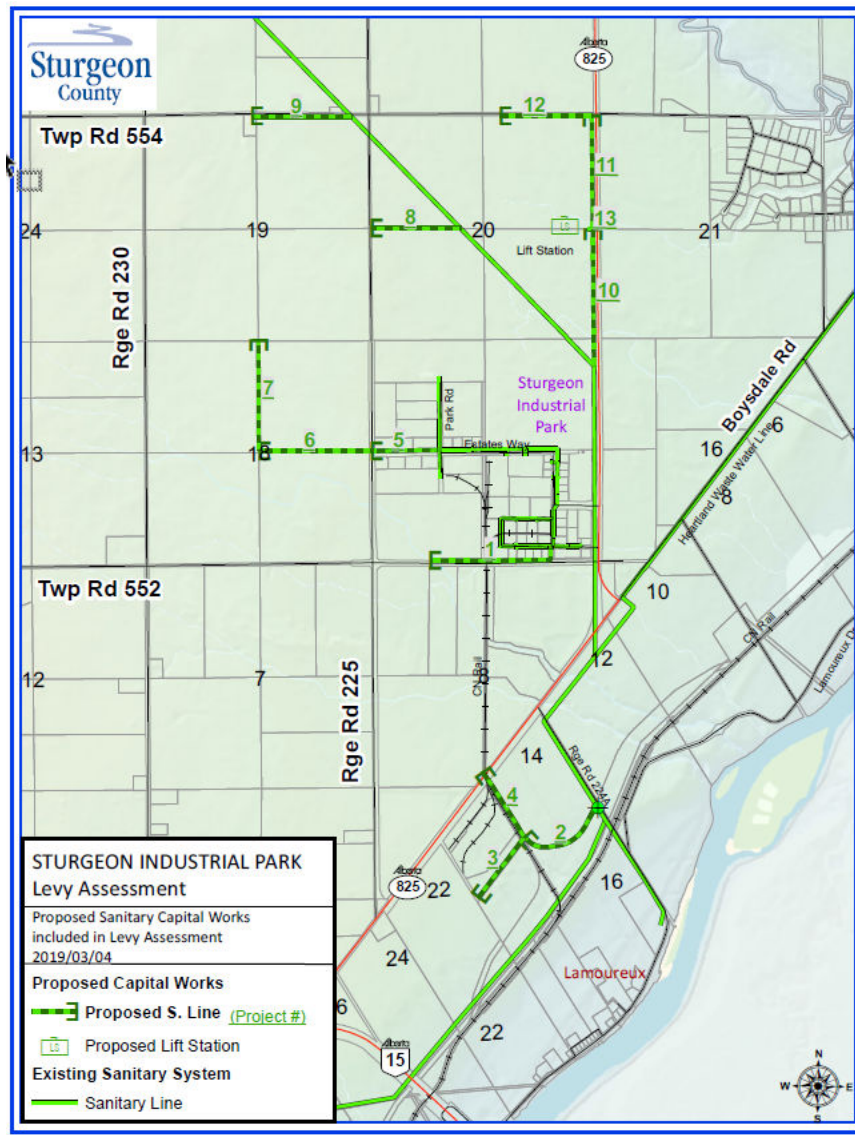 Sturgeon
County
Alberta
825
9
12
Twp Rd 554
11
24
19
8
20
13
21
LS
Lift Station
Rge Rd 230
10
7
Sturgeon
Industrial
Park
Boysdale Rd
Park Rd
13
18
6
5
Estates Way
16
6
8
Heartland Waste Water Line
1
Twp Rd 552
10
CN Rail
Lamoureux D
12
7
8
12
CN Rail
Rge Rd 225
14
Rge Rd 224A
4
2
3
Alberta
825
22
16
24
Lamoureux
6
22
Alberta
15
STURGEON INDUSTRIAL PARK
Levy Assessment
Proposed Sanitary Capital Works
included in Levy Assessment
2019/03/04
Proposed Capital Works
Proposed S. Line (Project #)
LS Proposed Lift Station
Existing Sanitary System
Sanitary Line
N
W E
S